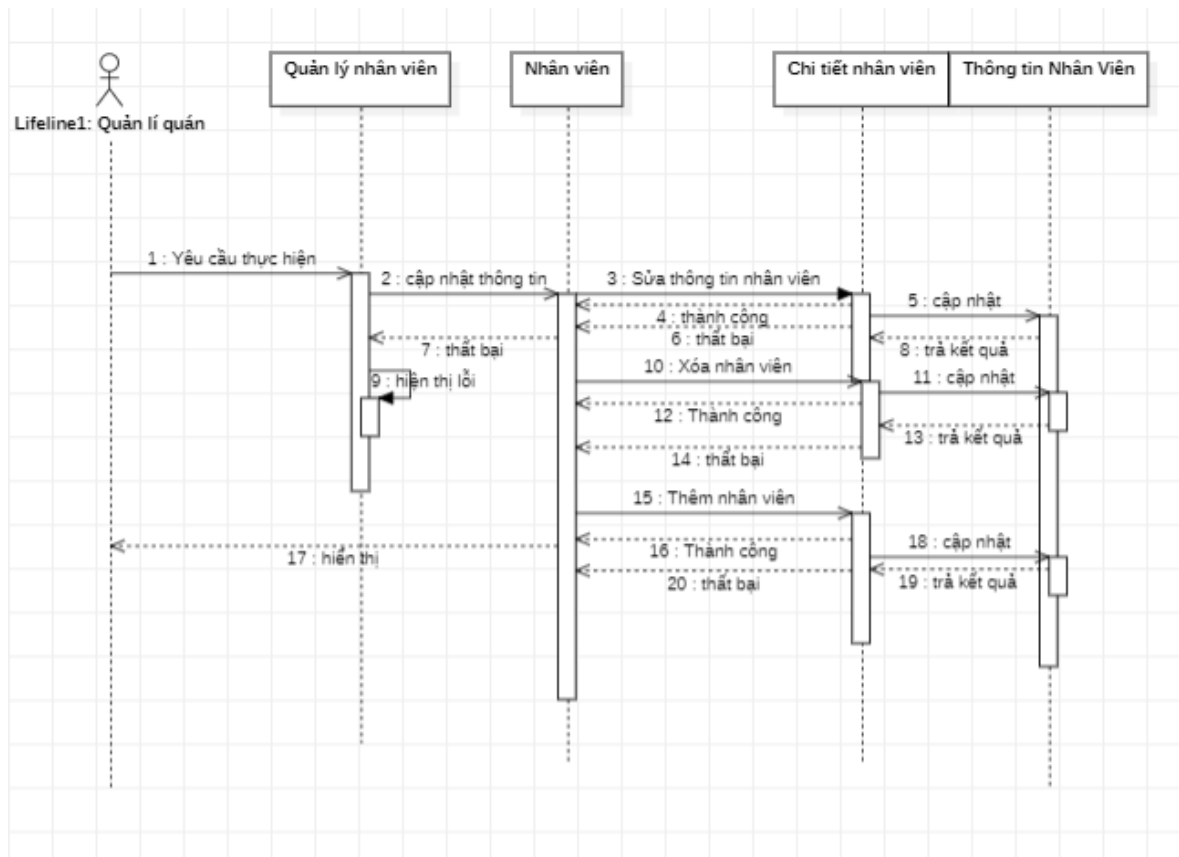 Quản lý nhân viên
Nhân viên
Chi tiết nhân viên
Thông tin Nhân Viên
Lifeline1: Quản lí quán
1 : Yêu cầu thực hiện
2 : cập nhật thông tin
3 : Sửa thông tin nhân viên
5 : cập nhật
4 : thành công
6 : thất bại
7 : thất bại
8 : trả kết quả
10 : Xóa nhân viên
9 : hiện thị lỗi
11 : cập nhật
12 : Thành công
13 : trả kết quả
14 : thất bại
15 : Thêm nhân viên
18 : cập nhật
16 : Thành công
17 : hiển thị
20 : thất bại
19 : trả kết quả